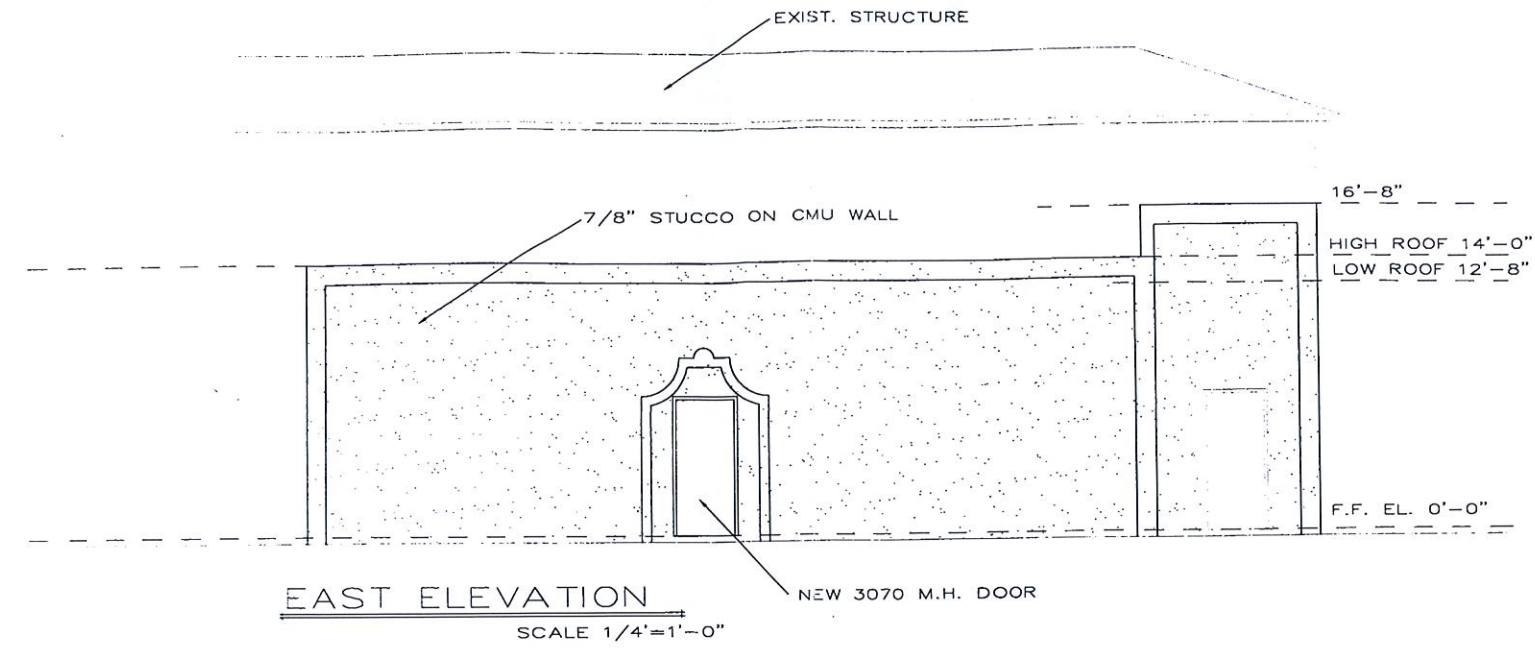 EXIST. STRUCTURE
7/8" STUCCO ON CMU WALL
16'-8"
HIGH ROOF 14'-0"
LOW ROOF 12'-8"
F.F. EL. 0'-0"
NEW 3070 M.H. DOOR
EAST ELEVATION
SCALE 1/4'=1'-0"